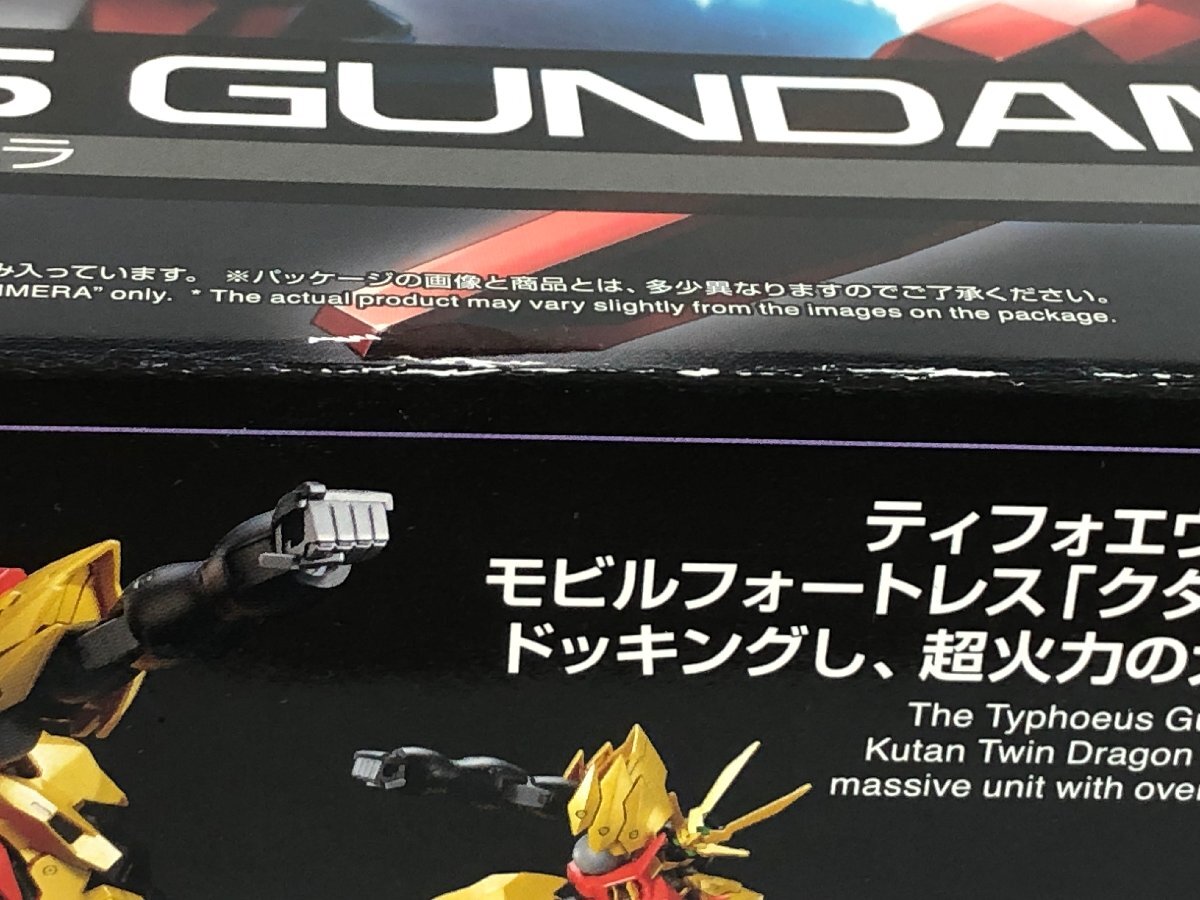 S GUNDAM
ラ
み入っています。 ※パッケージの画像と商品とは、多少異なりますのでご了承ください。
IMERA” only. * The actual product may vary slightly from the images on the package.
ティフォエウ
モビルフォートレス「クタ
ドッキングし、超火力の大
The Typhoeus Gu
Kutan Twin Dragon
massive unit with over